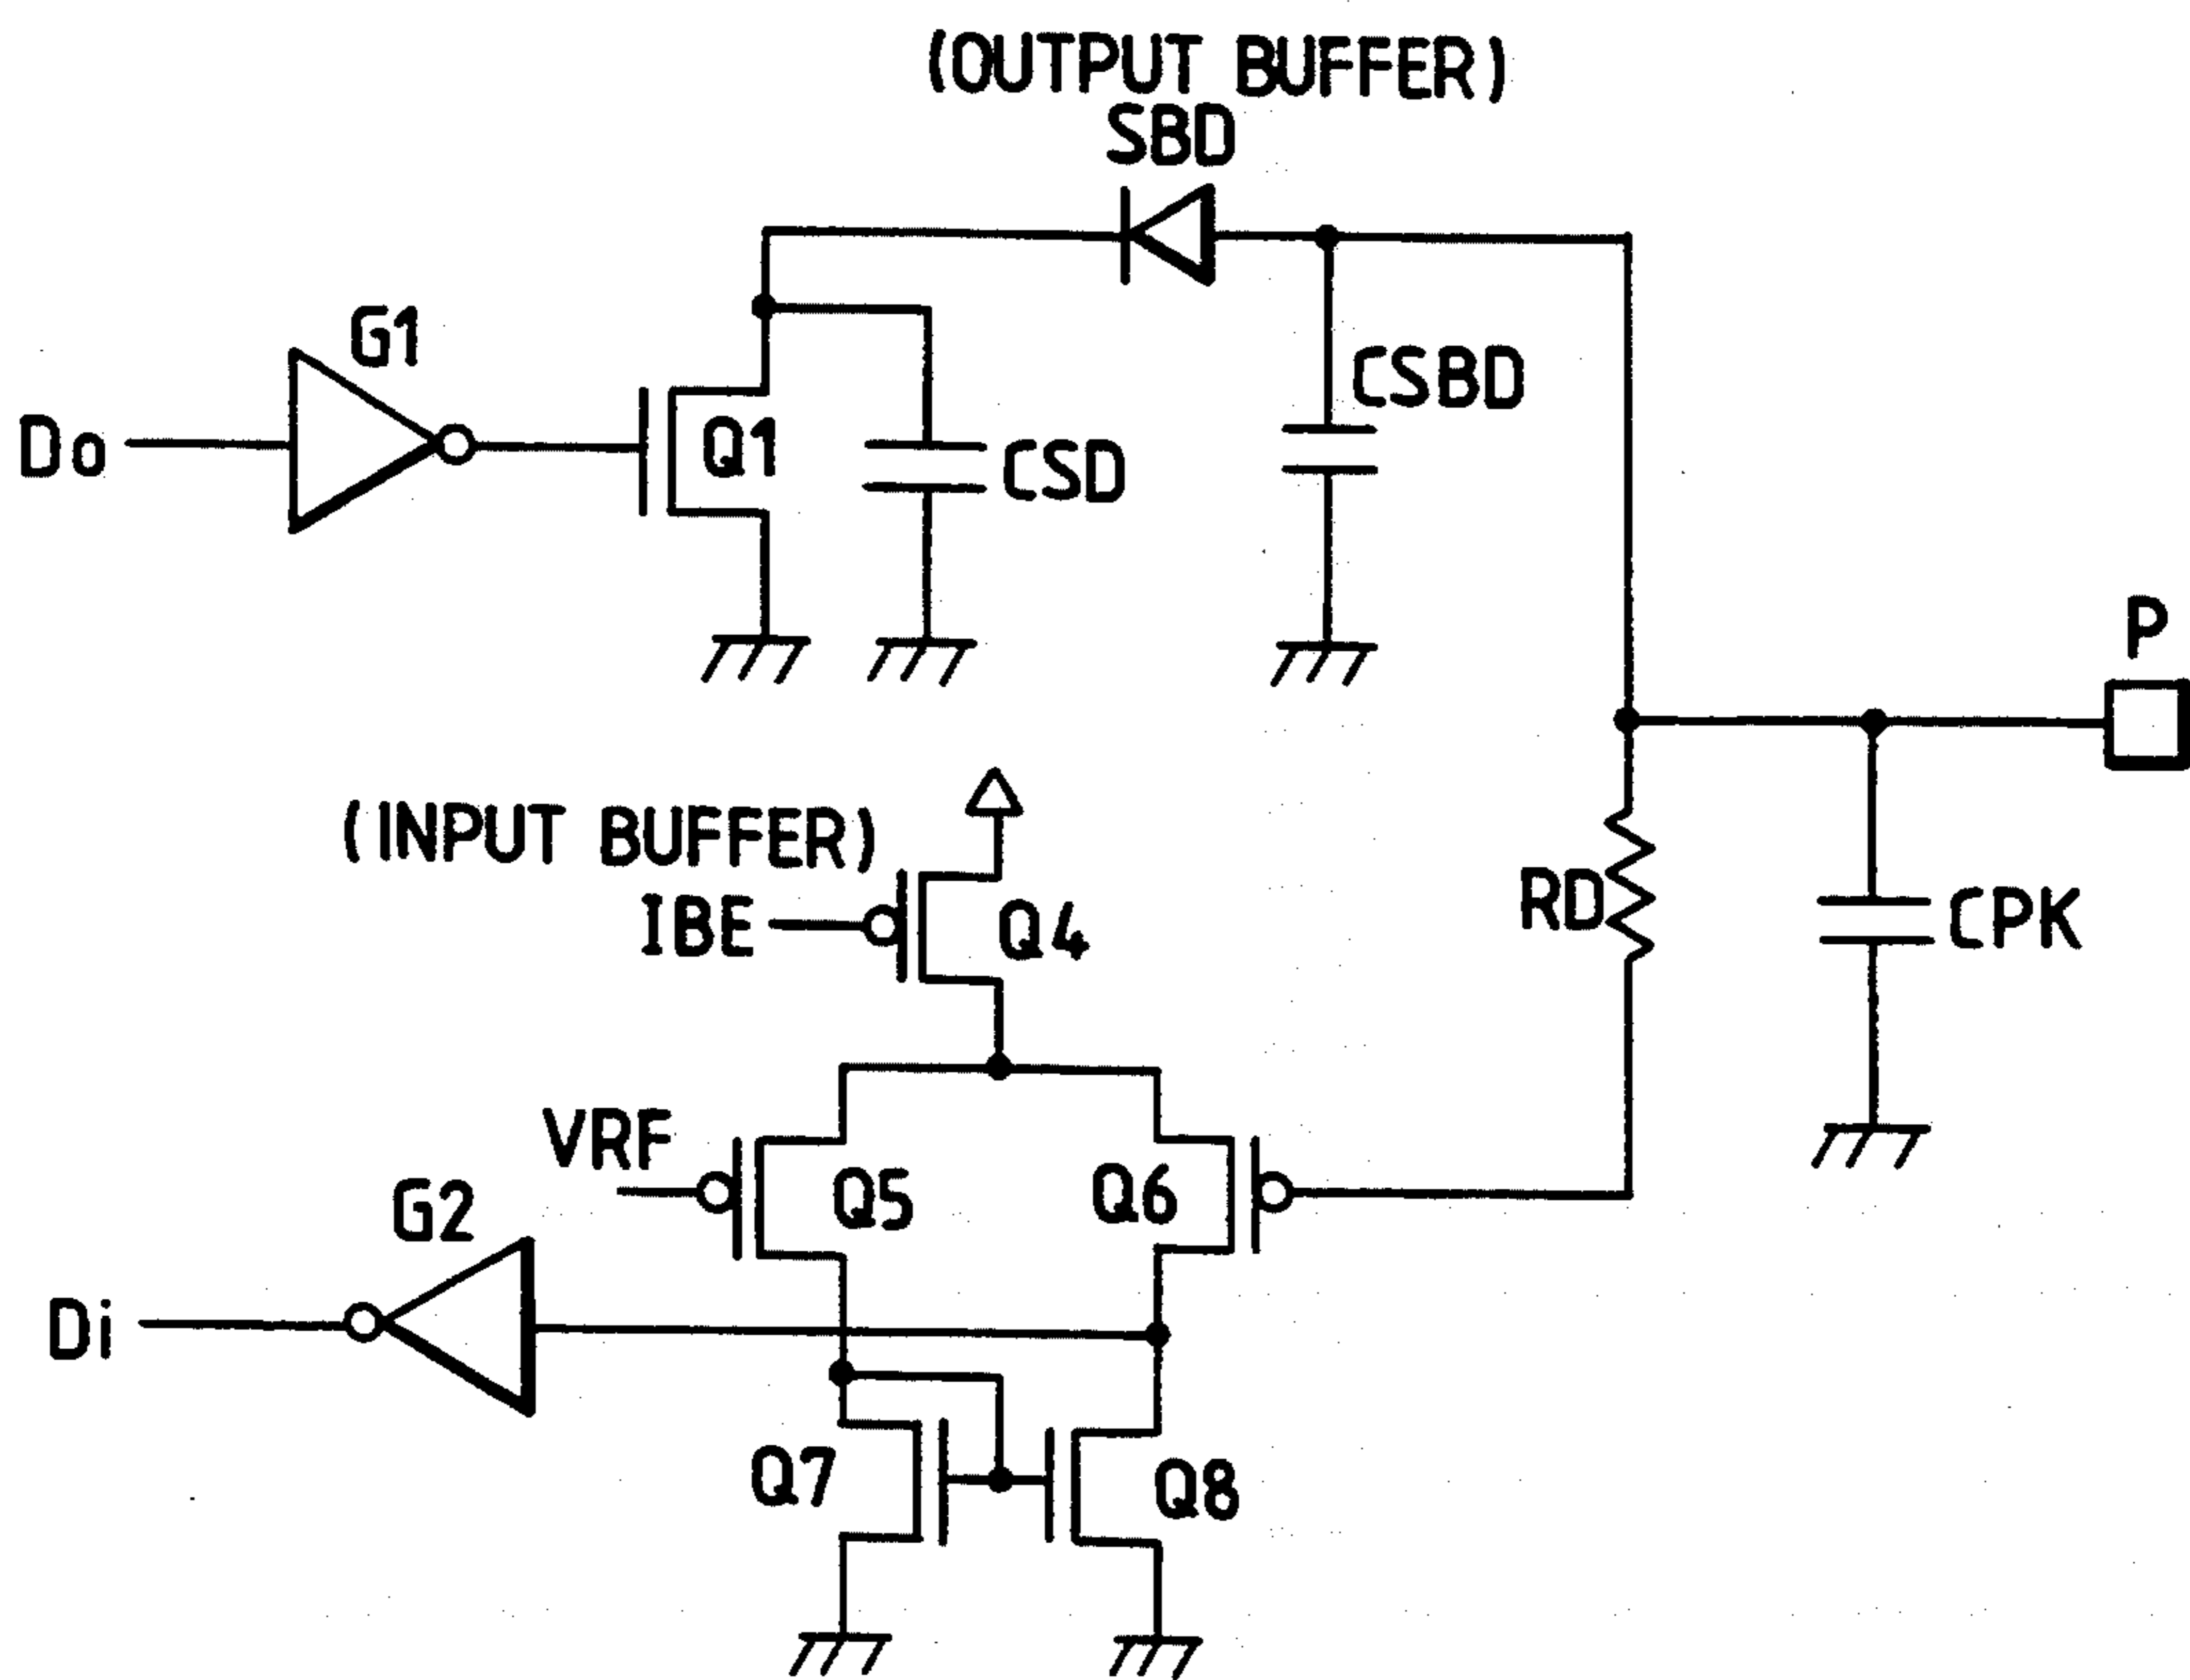 (OUTPUT BUFFER)
SBD
G1
CSBD
Do
Q1
CSD
P
(INPUT BUFFER)
IBE
Q4
RD
CPK
VRF
Q5
Q6
G2
Di
Q7
Q8